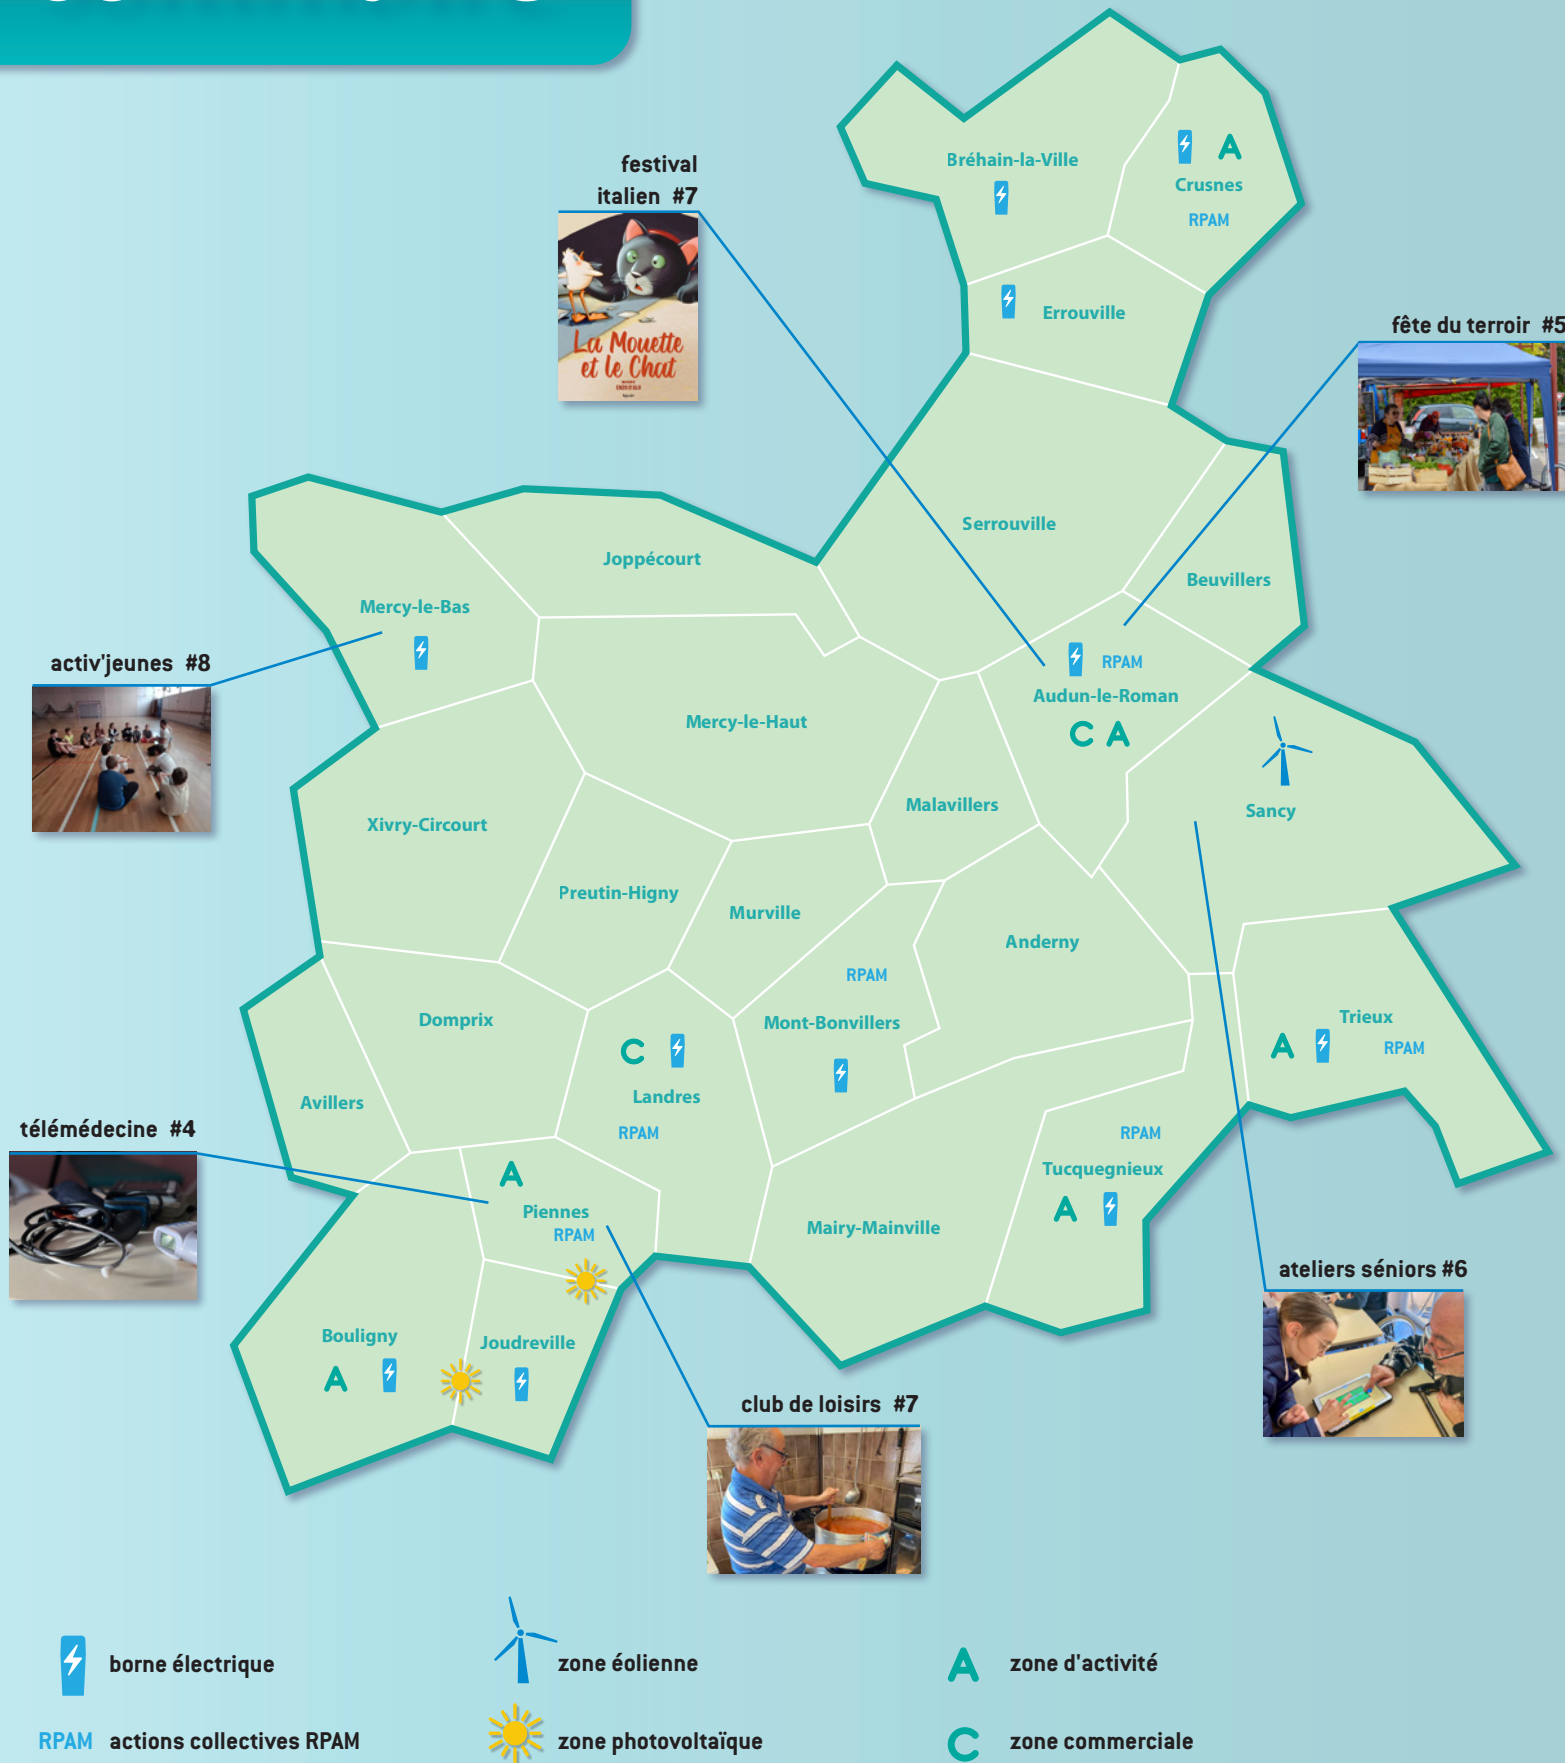 festival
italien #7
La Mouette
et le Chat
Bréhain-la-Ville
A
Crusnes
RPAM
Errouville
fête du terroir #5
Serrouville
Joppécourt
Beuvillers
Mercy-le-Bas
activ'jeunes #8
RPAM
Audun-le-Roman
C A
Mercy-le-Haut
Malavillers
Sancy
Xivry-Circourt
Preutin-Higny
Murville
Anderny
RPAM
Mont-Bonvillers
Domprix
Trieux
A
RPAM
C
Landres
RPAM
Avillers
télémédecine #4
RPAM
Tucquegnieux
A
A
Piennes
RPAM
Mairy-Mainville
ateliers séniors #6
Bouligny
A
Joudreville
club de loisirs #7
borne électrique
zone éolienne
A zone d'activité
RPAM actions collectives RPAM
zone photovoltaïque
C zone commerciale